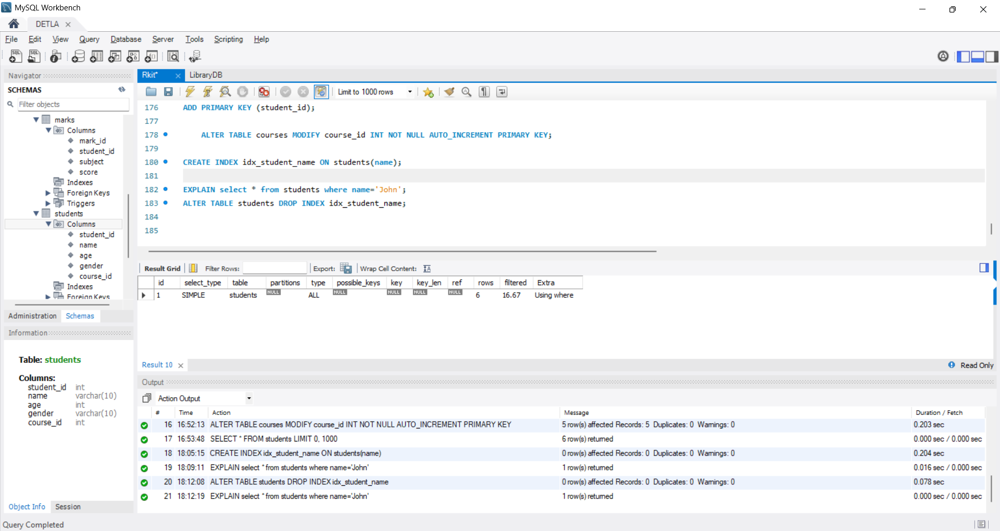 MySQL Workbench
DETLA
File Edit View Query Database Server Tools Scripting Help
Navigator
SCHEMAS
Filter objects
marks
Columns
mark_id
student_id
subject
score
Indexes
Foreign Keys
Triggers
students
Columns
student_id
name
age
gender
course_id
Indexes
Foreign Keys
Administration Schemas
Information
Table: students
Columns:
student_id int
name varchar(10)
age int
gender varchar(10)
course_id int
Object Info Session
Rkit* LibraryDB
Limit to 1000 rows
176 ADD PRIMARY KEY (student_id);
177
178 ALTER TABLE courses MODIFY course_id INT NOT NULL AUTO_INCREMENT PRIMARY KEY;
179
180 CREATE INDEX idx_student_name ON students(name);
181
182 EXPLAIN select * from students where name='John';
183 ALTER TABLE students DROP INDEX idx_student_name;
184
185
Result Grid Filter Rows: Export: Wrap Cell Content:
id select_type table partitions type possible_keys key key_len ref rows filtered Extra
1 SIMPLE students NULL ALL NULL NULL NULL NULL 6 16.67 Using where
Result 10 Read Only
Output
Action Output
# Time Action Message Duration / Fetch
16 16:52:13 ALTER TABLE courses MODIFY course_id INT NOT NULL AUTO_INCREMENT PRIMARY KEY 5 row(s) affected Records: 5 Duplicates: 0 Warnings: 0 0.203 sec
17 16:53:48 SELECT * FROM students LIMIT 0, 1000 6 row(s) returned 0.000 sec / 0.000 sec
18 18:05:15 CREATE INDEX idx_student_name ON students(name) 0 row(s) affected Records: 0 Duplicates: 0 Warnings: 0 0.204 sec
19 18:09:11 EXPLAIN select * from students where name='John' 1 row(s) returned 0.016 sec / 0.000 sec
20 18:12:08 ALTER TABLE students DROP INDEX idx_student_name 0 row(s) affected Records: 0 Duplicates: 0 Warnings: 0 0.078 sec
21 18:12:19 EXPLAIN select * from students where name='John' 1 row(s) returned 0.000 sec / 0.000 sec
Query Completed